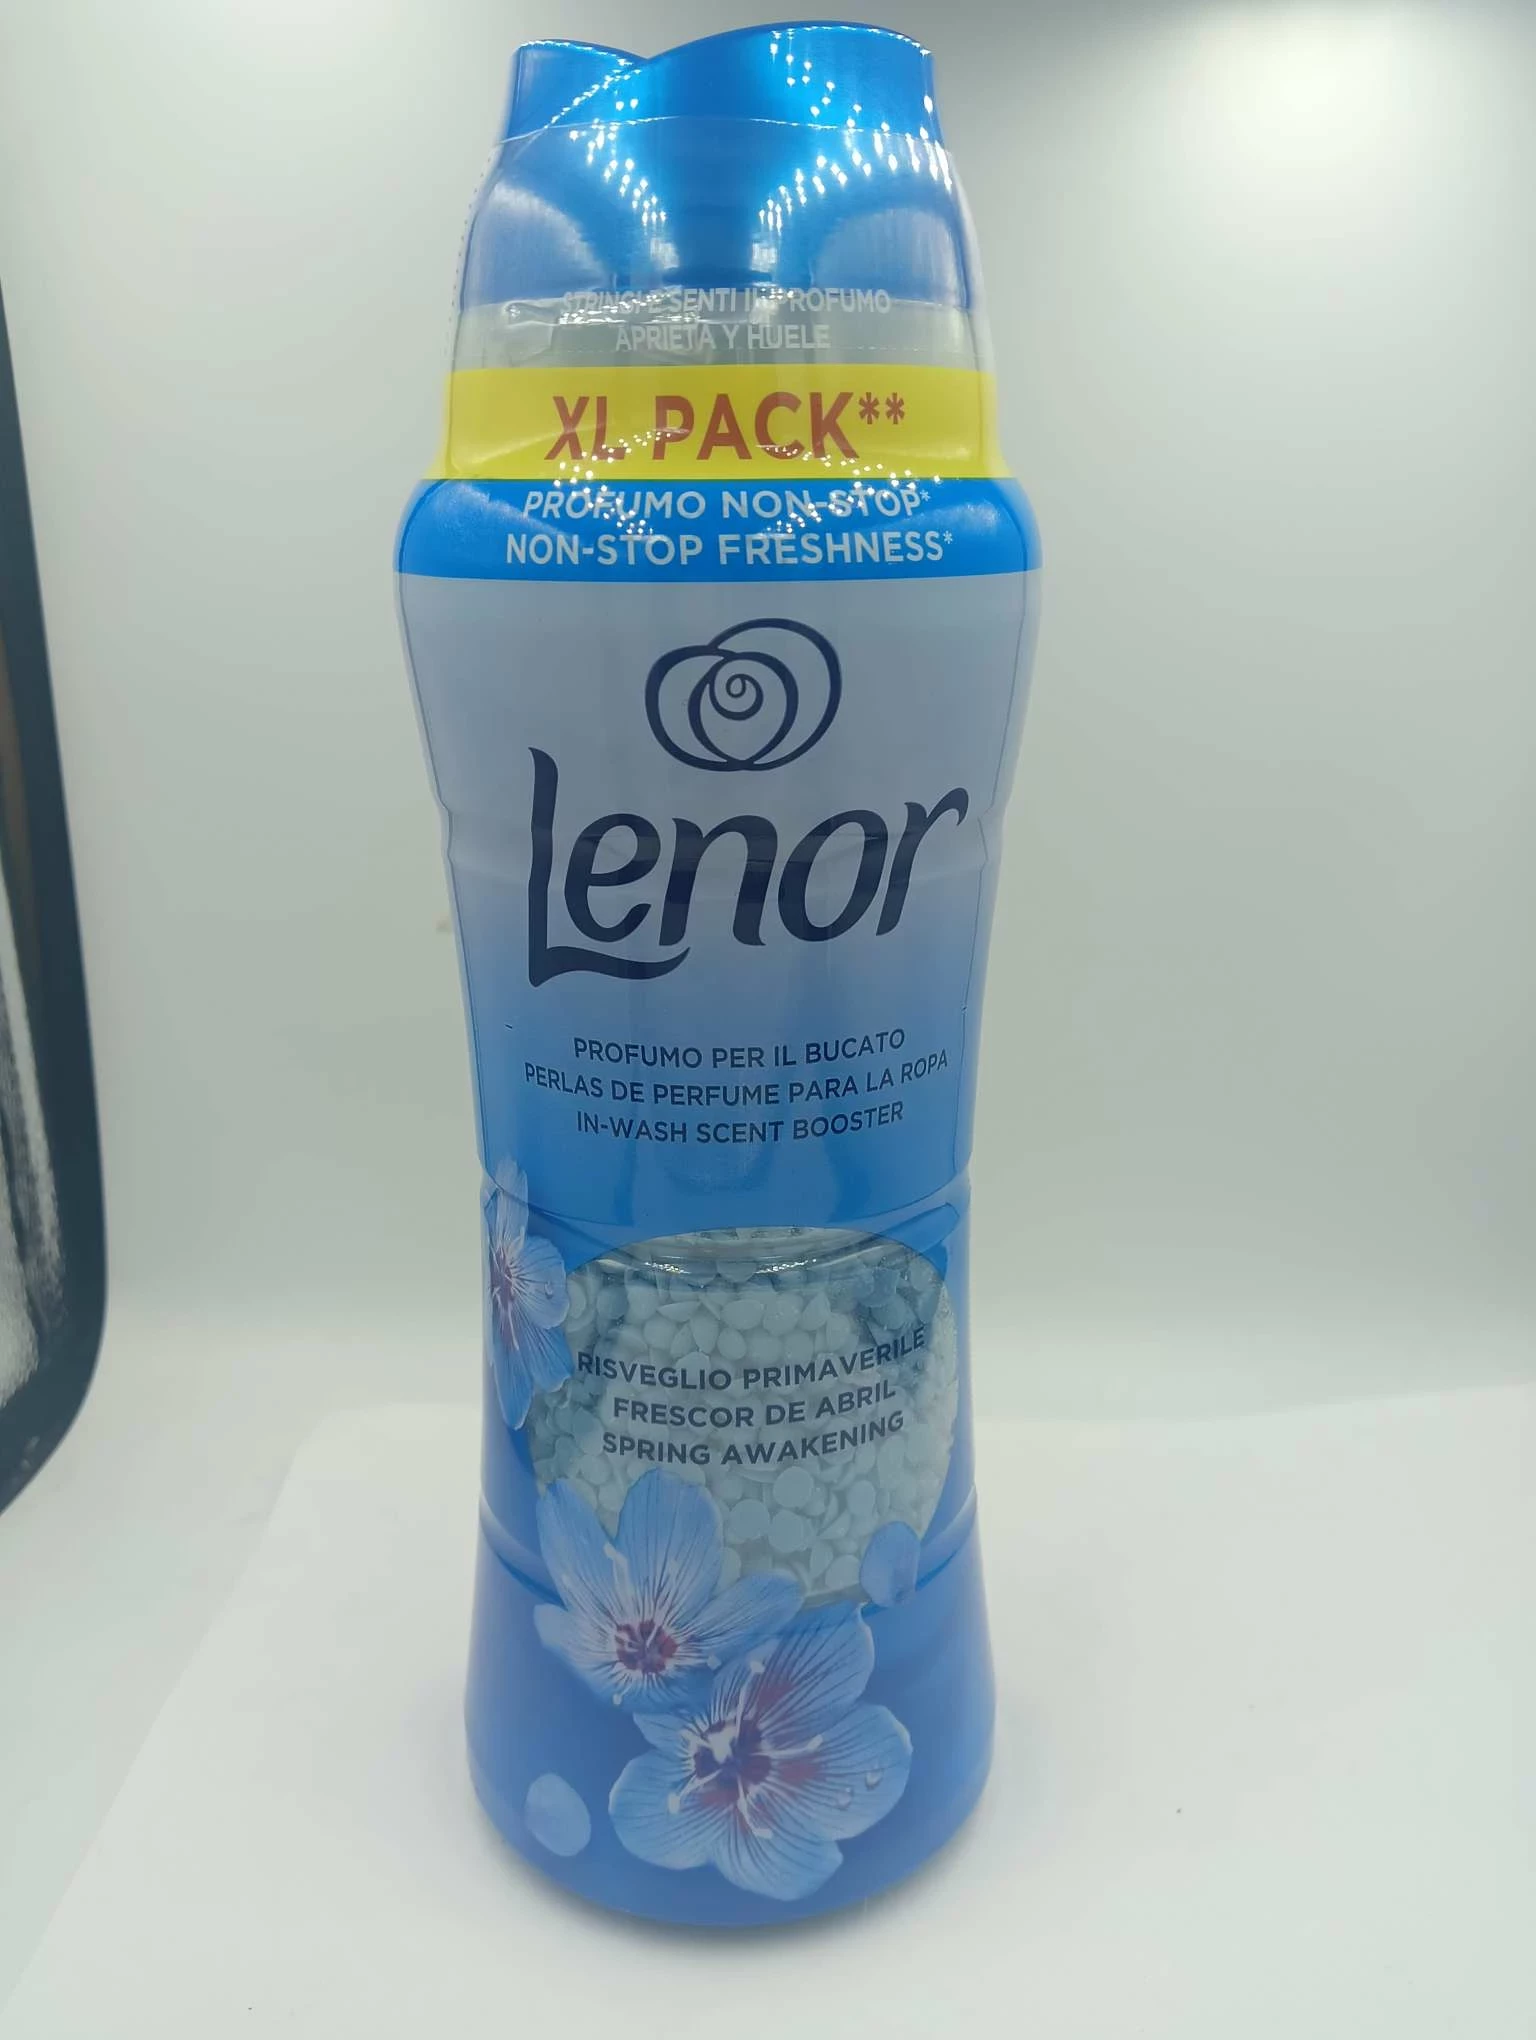 STRINGI E SENTI IL PROFUMO
APRIETA Y HUELE
XL PACK**
PROFUMO NON-STOP*
NON-STOP FRESHNESS*
Lenor
PROFUMO PER IL BUCATO
PERLAS DE PERFUME PARA LA ROPA
IN-WASH SCENT BOOSTER
RISVEGLIO PRIMAVERILE
FRESCOR DE ABRIL
SPRING AWAKENING